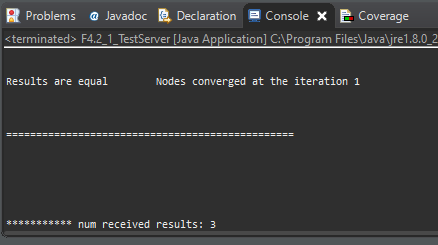 Problems @ Javadoc Declaration Console Coverage
<terminated> F4.2_1_TestServer [Java Application] C:\Program Files\Java\jre1.8.0_2
Results are equal Nodes converged at the iteration 1
================================================
*********** num received results: 3